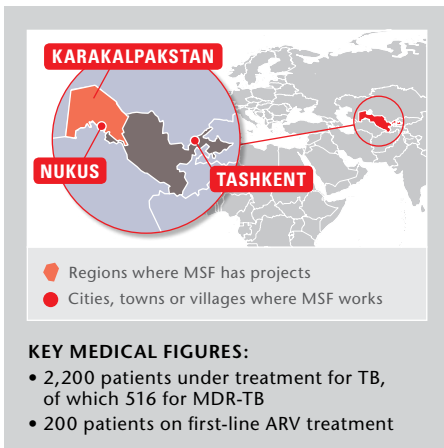 KARAKALPAKSTAN
NUKUS
TASHKENT
Regions where MSF has projects
Cities, towns or villages where MSF works
KEY MEDICAL FIGURES:
• 2,200 patients under treatment for TB,
of which 516 for MDR-TB
• 200 patients on first-line ARV treatment